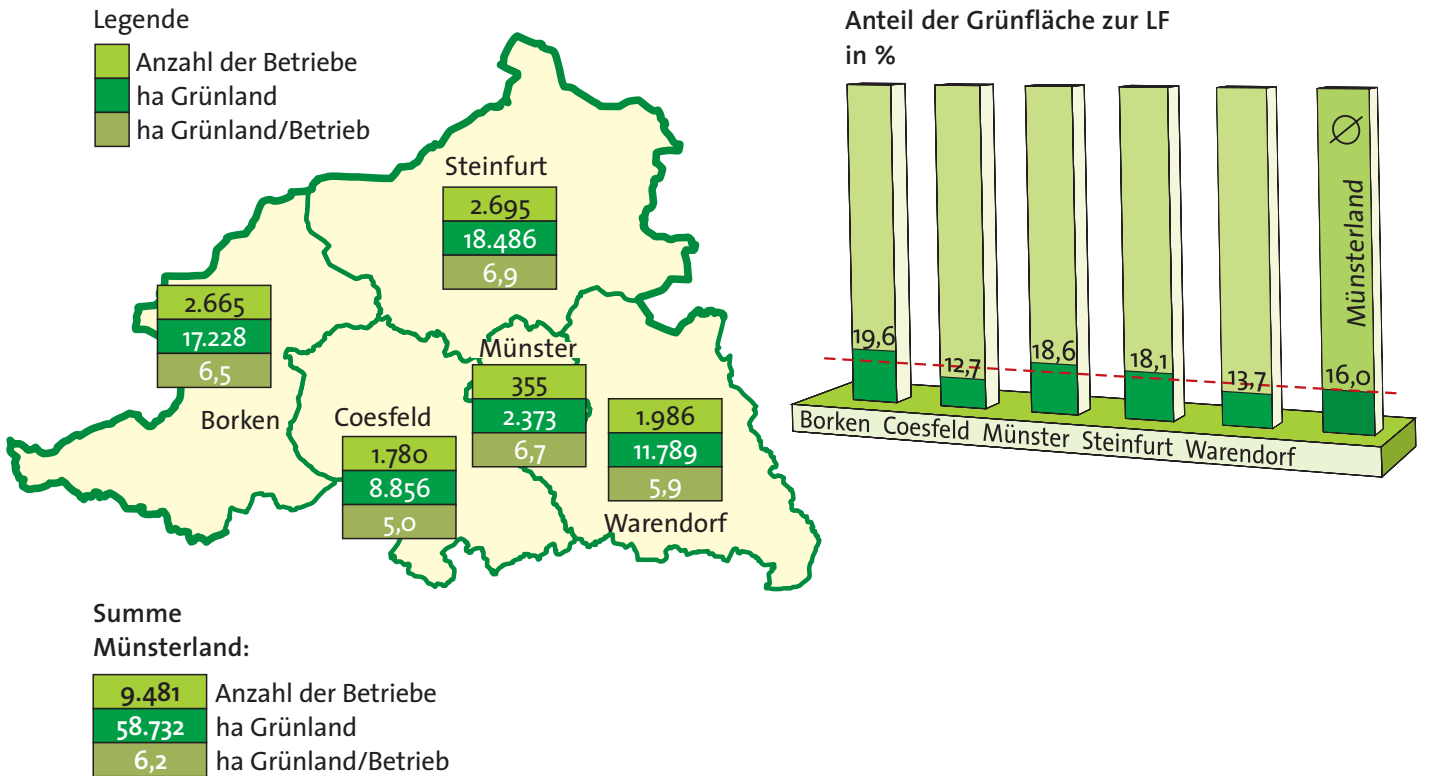 Legende
Anzahl der Betriebe
ha Grünland
ha Grünland/Betrieb
Steinfurt
2.695
18.486
6,9
2.665
17.228
6,5
Borken
Münster
355
2.373
6,7
Coesfeld
1.780
8.856
5,0
1.986
11.789
5,9
Warendorf
Summe
Münsterland:
9.481 Anzahl der Betriebe
58.732 ha Grünland
6,2 ha Grünland/Betrieb
Anteil der Grünfläche zur LF
in %
∅ Münsterland
19,6 12,7 18,6 18,1 13,7 16,0
Borken Coesfeld Münster Steinfurt Warendorf